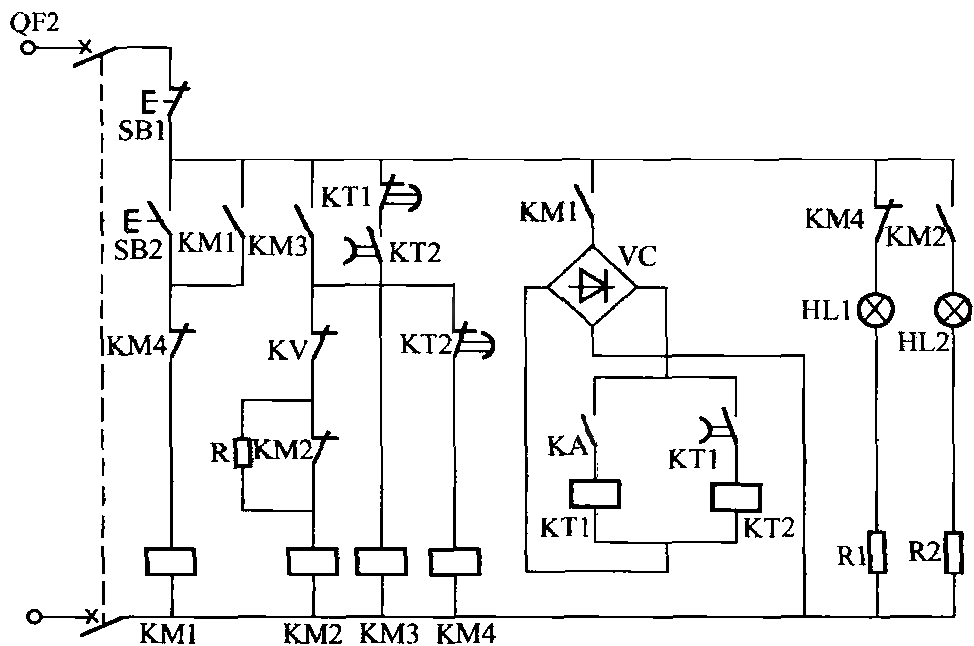 QF2
SB1
KT1
KM1
KM4
SB2
KM1
KM3
KT2
KM2
VC
HL1
HL2
KM4
KV
KT2
R
KM2
KA
KT1
KT1
KT2
R1
R2
KM1
KM2
KM3
KM4